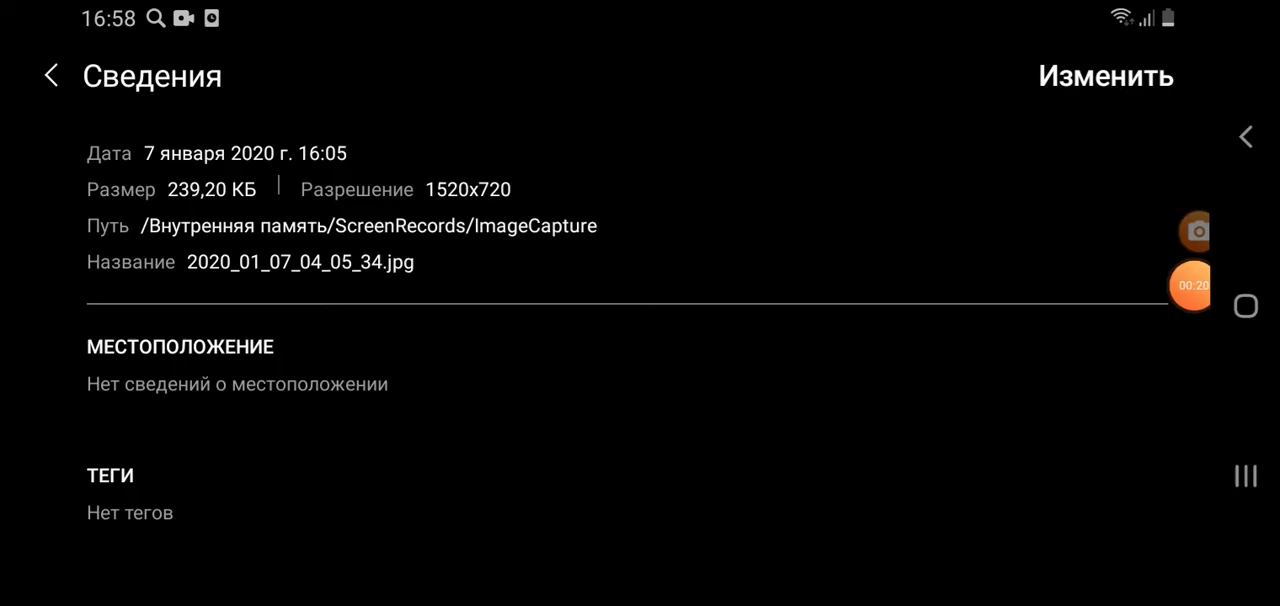 16:58
Сведения
Изменить
Дата 7 января 2020 г. 16:05
Размер 239,20 КБ | Разрешение 1520x720
Путь /Внутренняя память/ScreenRecords/ImageCapture
Название 2020_01_07_04_05_34.jpg
00:20
МЕСТОПОЛОЖЕНИЕ
Нет сведений о местоположении
ТЕГИ
Нет тегов